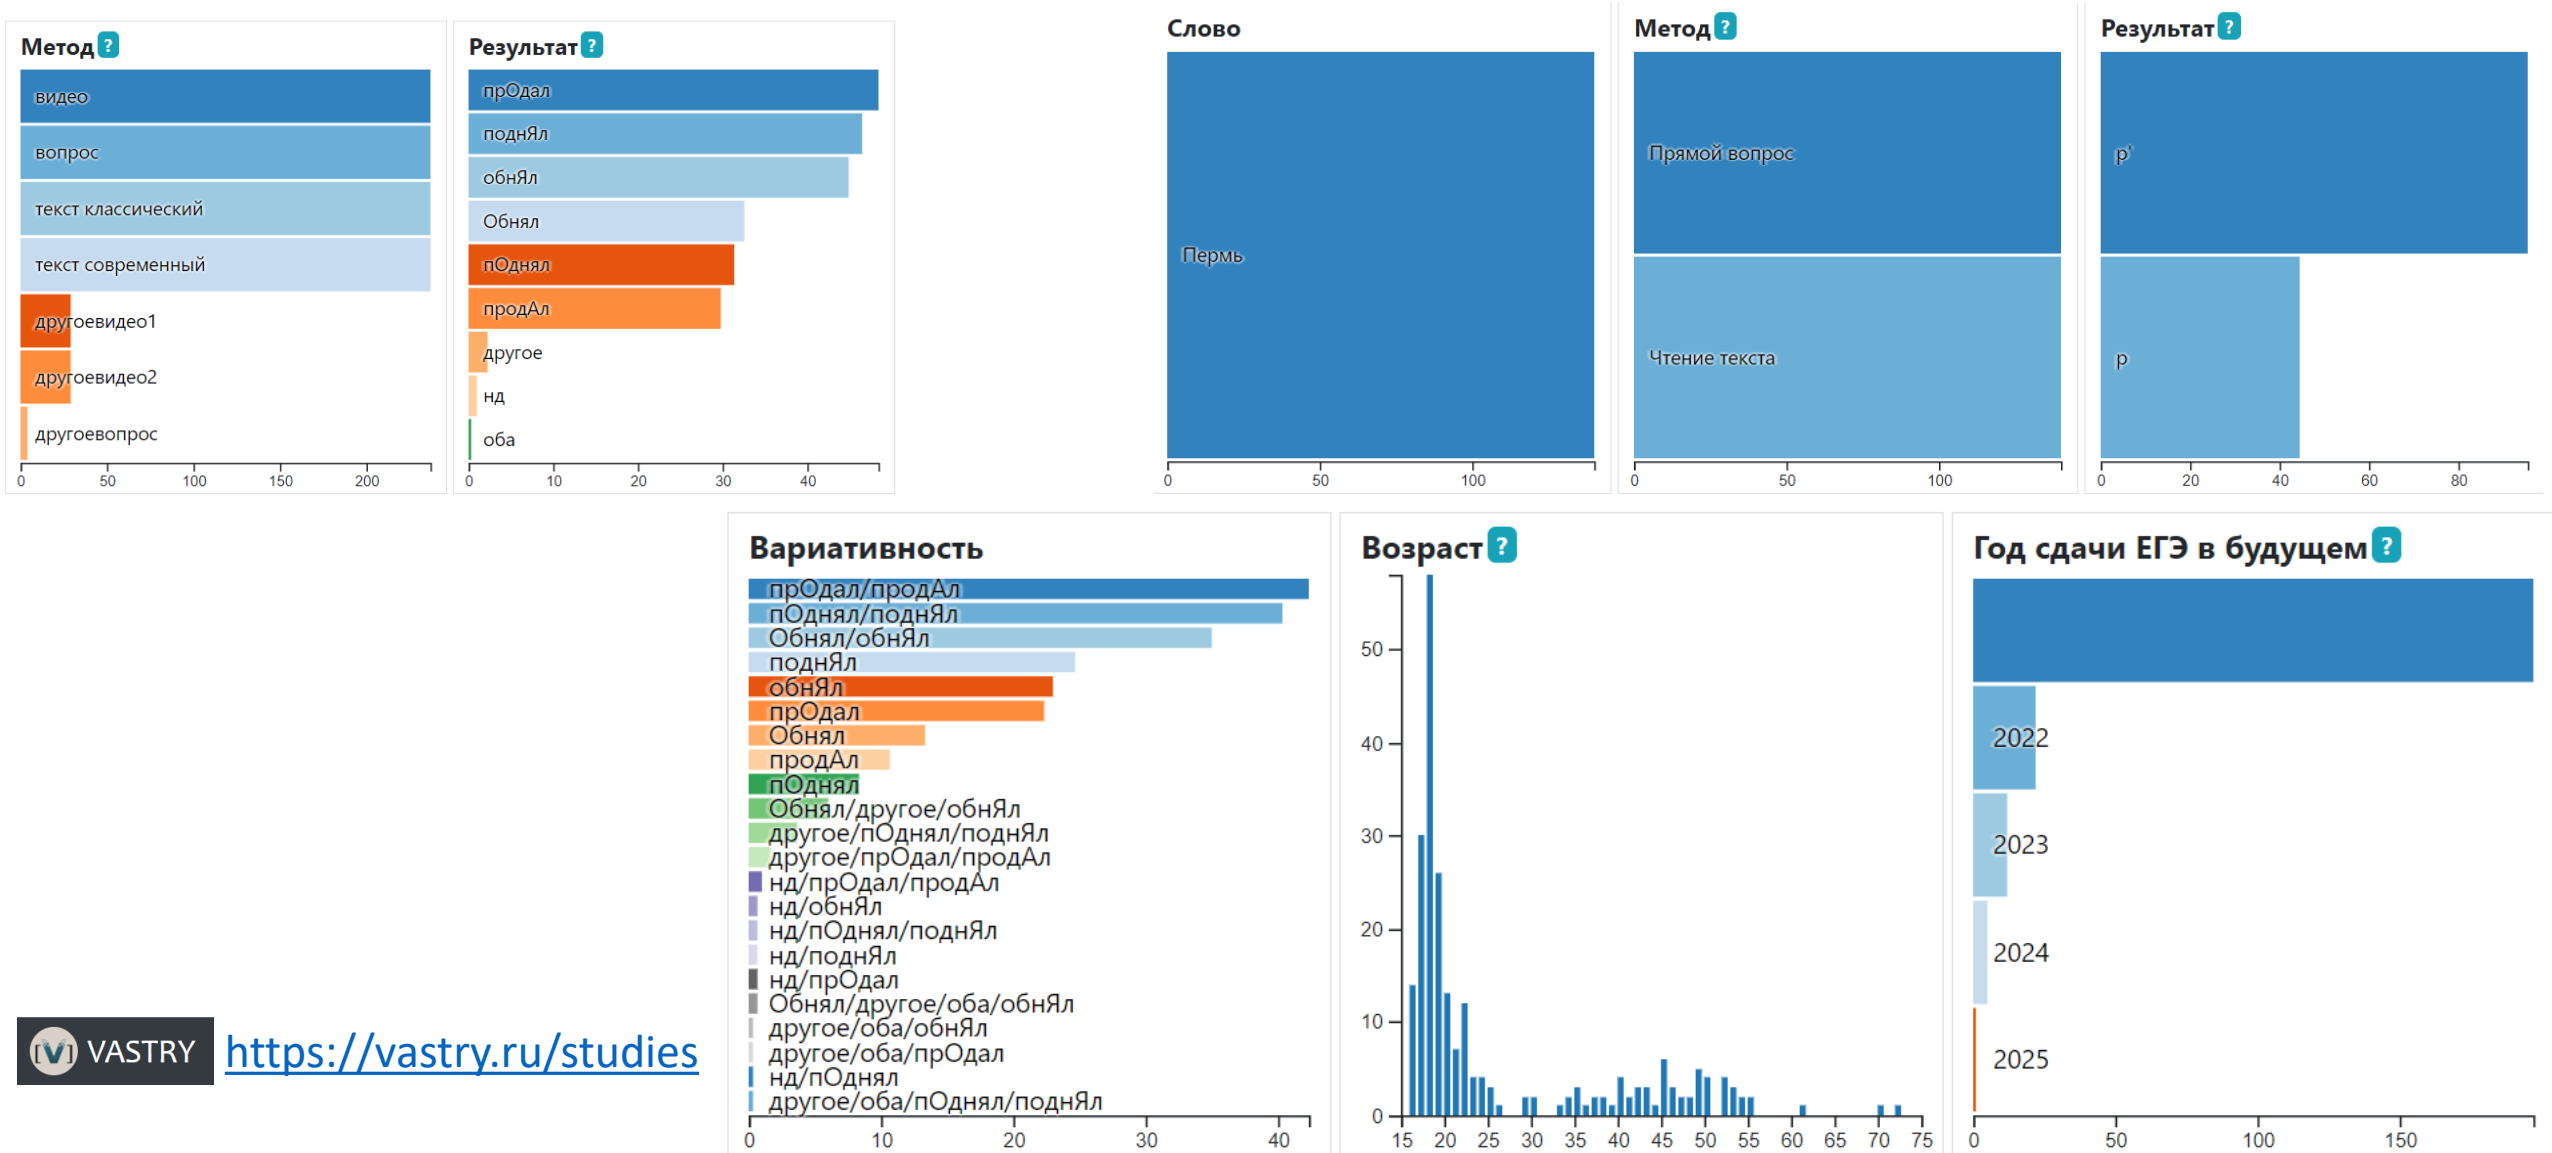 Метод ?
видео
вопрос
текст классический
текст современный
другоевидео1
другоевидео2
другоевопрос
0 50 100 150 200
Результат ?
прОдал
поднЯл
обнЯл
Обнял
пОднял
продАл
другое
нд
оба
0 10 20 30 40
Слово
Пермь
0 50 100
Метод ?
Прямой вопрос
Чтение текста
0 50 100
Результат ?
р'
р
0 20 40 60 80
Вариативность
прОдал/продАл
пОднял/поднЯл
Обнял/обнЯл
поднЯл
обнЯл
прОдал
Обнял
продАл
пОднял
Обнял/другое/обнЯл
другое/пОднял/поднЯл
другое/прОдал/продАл
нд/прОдал/продАл
нд/обнЯл
нд/пОднял/поднЯл
нд/поднЯл
нд/прОдал
Обнял/другое/оба/обнЯл
другое/оба/обнЯл
другое/оба/прОдал
нд/пОднял
другое/оба/пОднял/поднЯл
0 10 20 30 40
Возраст ?
50
40
30
20
10
0
15 20 25 30 35 40 45 50 55 60 65 70 75
Год сдачи ЕГЭ в будущем ?
2022
2023
2024
2025
0 50 100 150
[V] VASTRY https://vastry.ru/studies